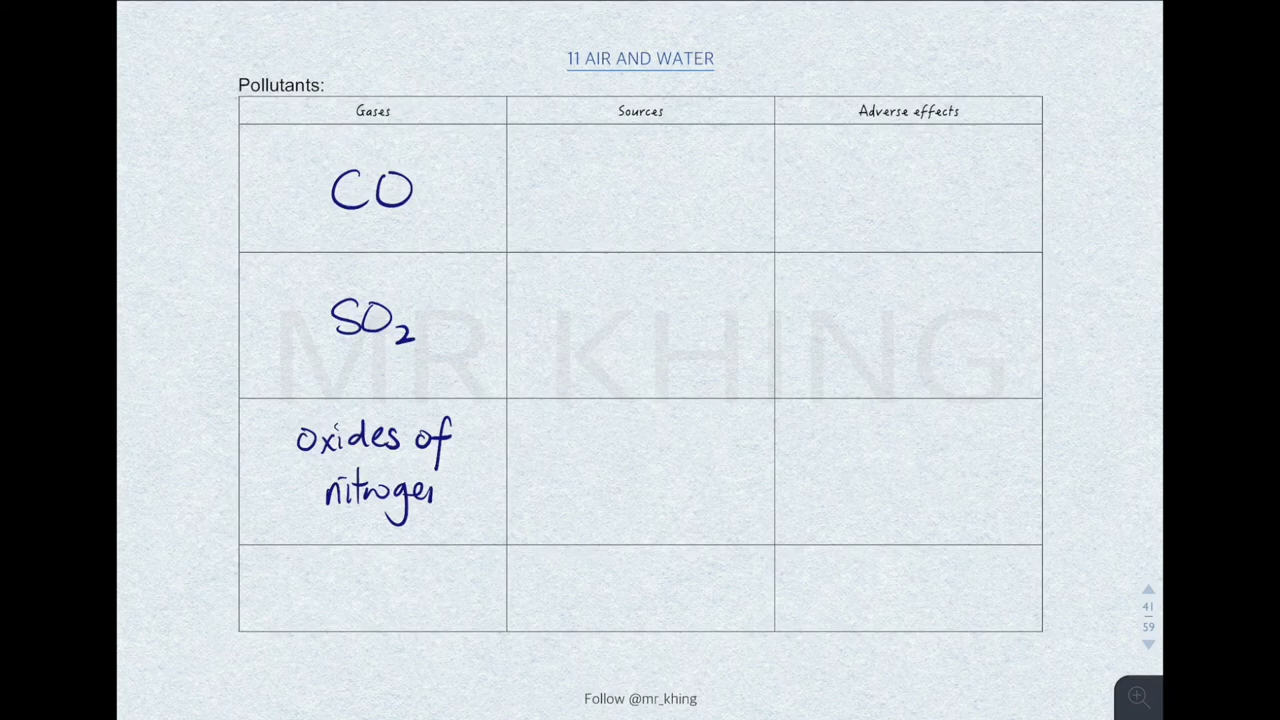 11 AIR AND WATER
Pollutants:
Gases Sources Adverse effects
CO
SO₂
MR KHING
oxides of
nitrogen
41
59
Follow @mr_khing